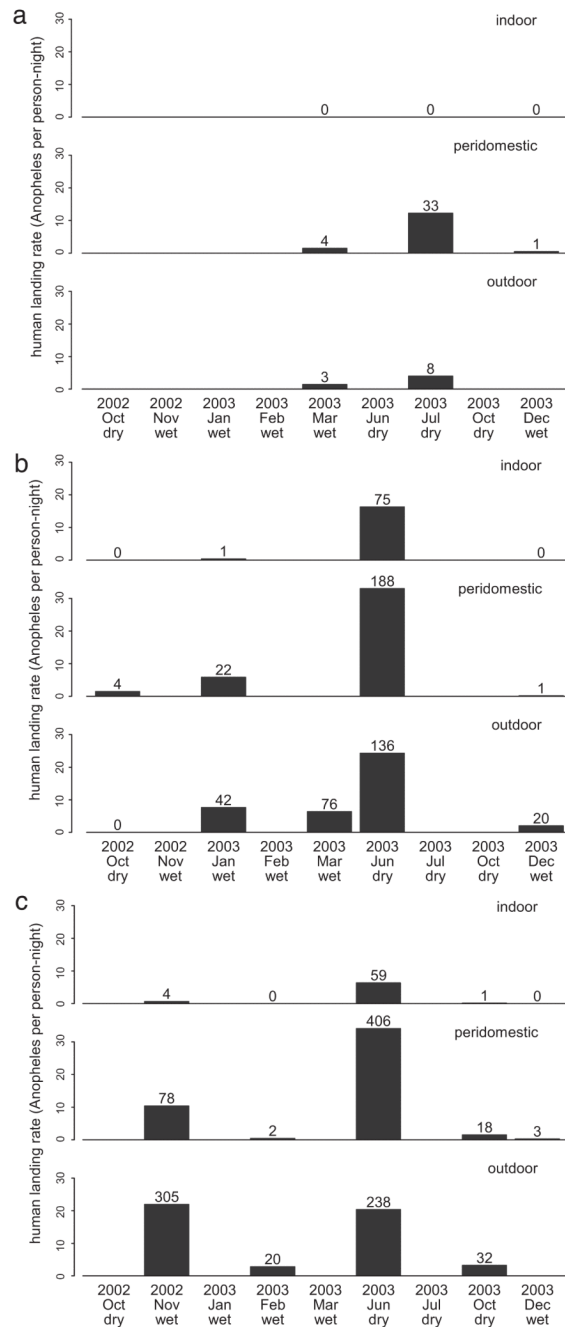 a
indoor
30
20
10
0
0 0 0
peridomestic
30
20
10
0
4 33 1
outdoor
30
20
10
0
3 8
human landing rate (Anopheles per person-night)
2002 2002 2003 2003 2003 2003 2003 2003 2003
Oct Nov Jan Feb Mar Jun Jul Oct Dec
dry wet wet wet wet dry dry dry wet
b
indoor
30
20
10
0
0 1 75 0
peridomestic
30
20
10
0
4 22 188 1
outdoor
30
20
10
0
0 42 76 136 20
human landing rate (Anopheles per person-night)
2002 2002 2003 2003 2003 2003 2003 2003 2003
Oct Nov Jan Feb Mar Jun Jul Oct Dec
dry wet wet wet wet dry dry dry wet
c
indoor
30
20
10
0
4 0 59 1 0
peridomestic
30
20
10
0
78 2 406 18 3
outdoor
30
20
10
0
305 20 238 32
human landing rate (Anopheles per person-night)
2002 2002 2003 2003 2003 2003 2003 2003 2003
Oct Nov Jan Feb Mar Jun Jul Oct Dec
dry wet wet wet wet dry dry dry wet